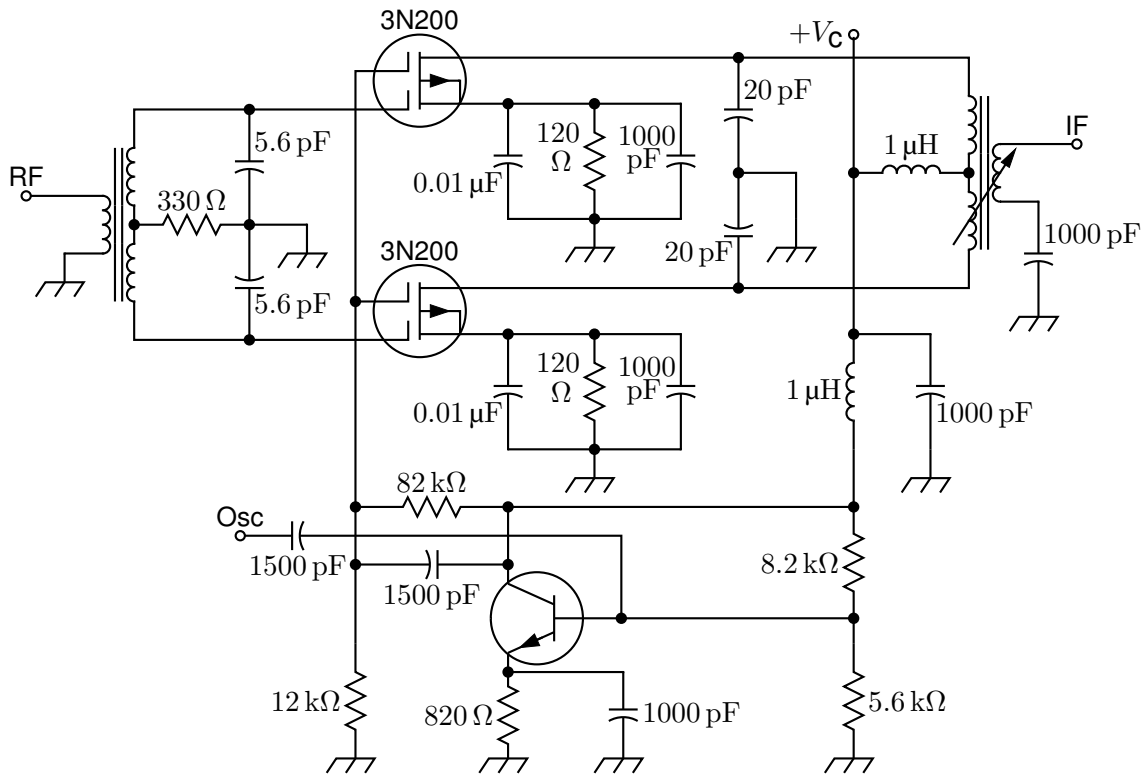 3N200
+VC
20 pF
5.6 pF
120
Ω
1000
pF
0.01 µF
1 µH
IF
RF
330 Ω
1000 pF
3N200
20 pF
5.6 pF
120
Ω
1000
pF
0.01 µF
1 µH
1000 pF
82 kΩ
Osc
1500 pF
1500 pF
8.2 kΩ
12 kΩ
820 Ω
1000 pF
5.6 kΩ